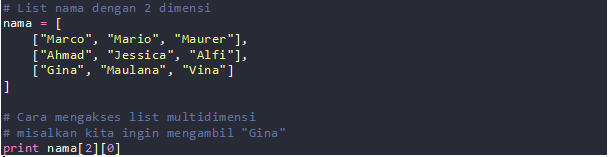 # List nama dengan 2 dimensi
nama = [
    ["Marco", "Mario", "Maurer"],
    ["Ahmad", "Jessica", "Alfi"],
    ["Gina", "Maulana", "Vina"]
]
# Cara mengakses list multidimensi
# misalkan kita ingin mengambil "Gina"
print nama[2][0]